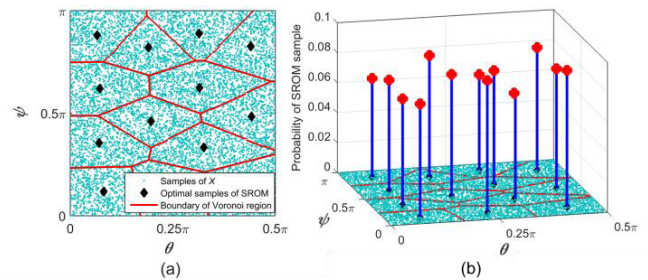 π
0.5π
0
ψ
Samples of X
Optimal samples of SROM
Boundary of Voronoi region
0 0.25π 0.5π
θ
(a)
(b)
0.1
0.08
0.06
0.04
0.02
0
Probability of SROM sample
π
0.5π
0
ψ
0 0.25π 0.5π
θ